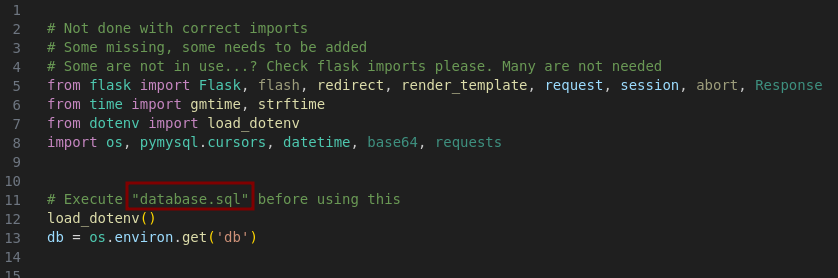 1
2 # Not done with correct imports
3 # Some missing, some needs to be added
4 # Some are not in use...? Check flask imports please. Many are not needed
5 from flask import Flask, flash, redirect, render_template, request, session, abort, Response
6 from time import gmtime, strftime
7 from dotenv import load_dotenv
8 import os, pymysql.cursors, datetime, base64, requests
9
10
11 # Execute "database.sql" before using this
12 load_dotenv()
13 db = os.environ.get('db')
14
15